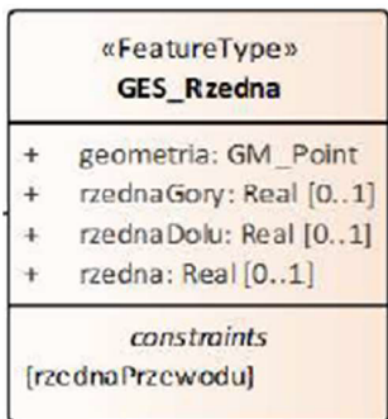 «FeatureType»
GES_Rzedna
+ geometria: GM_Point
+ rzednaGory: Real [0..1]
+ rzednaDolu: Real [0..1]
+ rzedna: Real [0..1]
constraints
{rzednaPrzewodu}